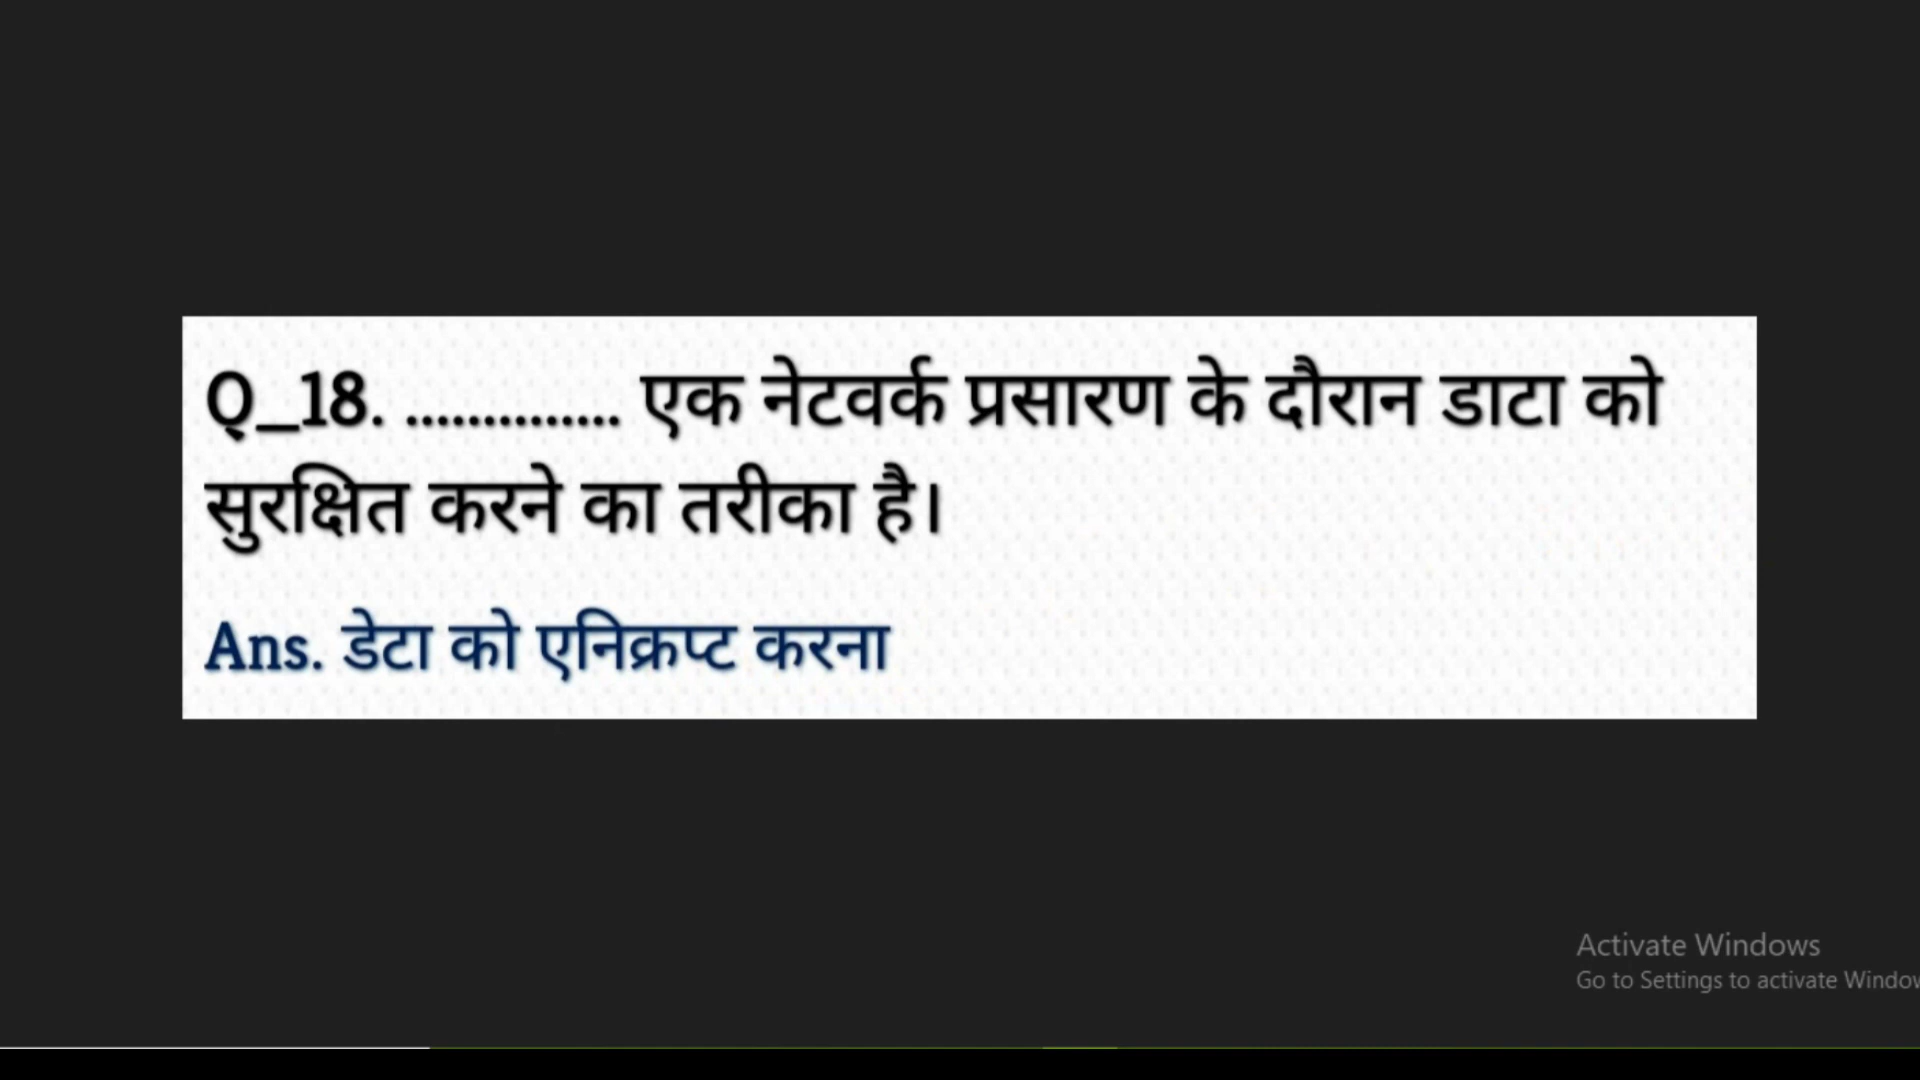 Q_18. .............. एक नेटवर्क प्रसारण के दौरान डाटा को
सुरक्षित करने का तरीका है।
Ans. डेटा को एनिक्रप्ट करना
Activate Windows
Go to Settings to activate Window